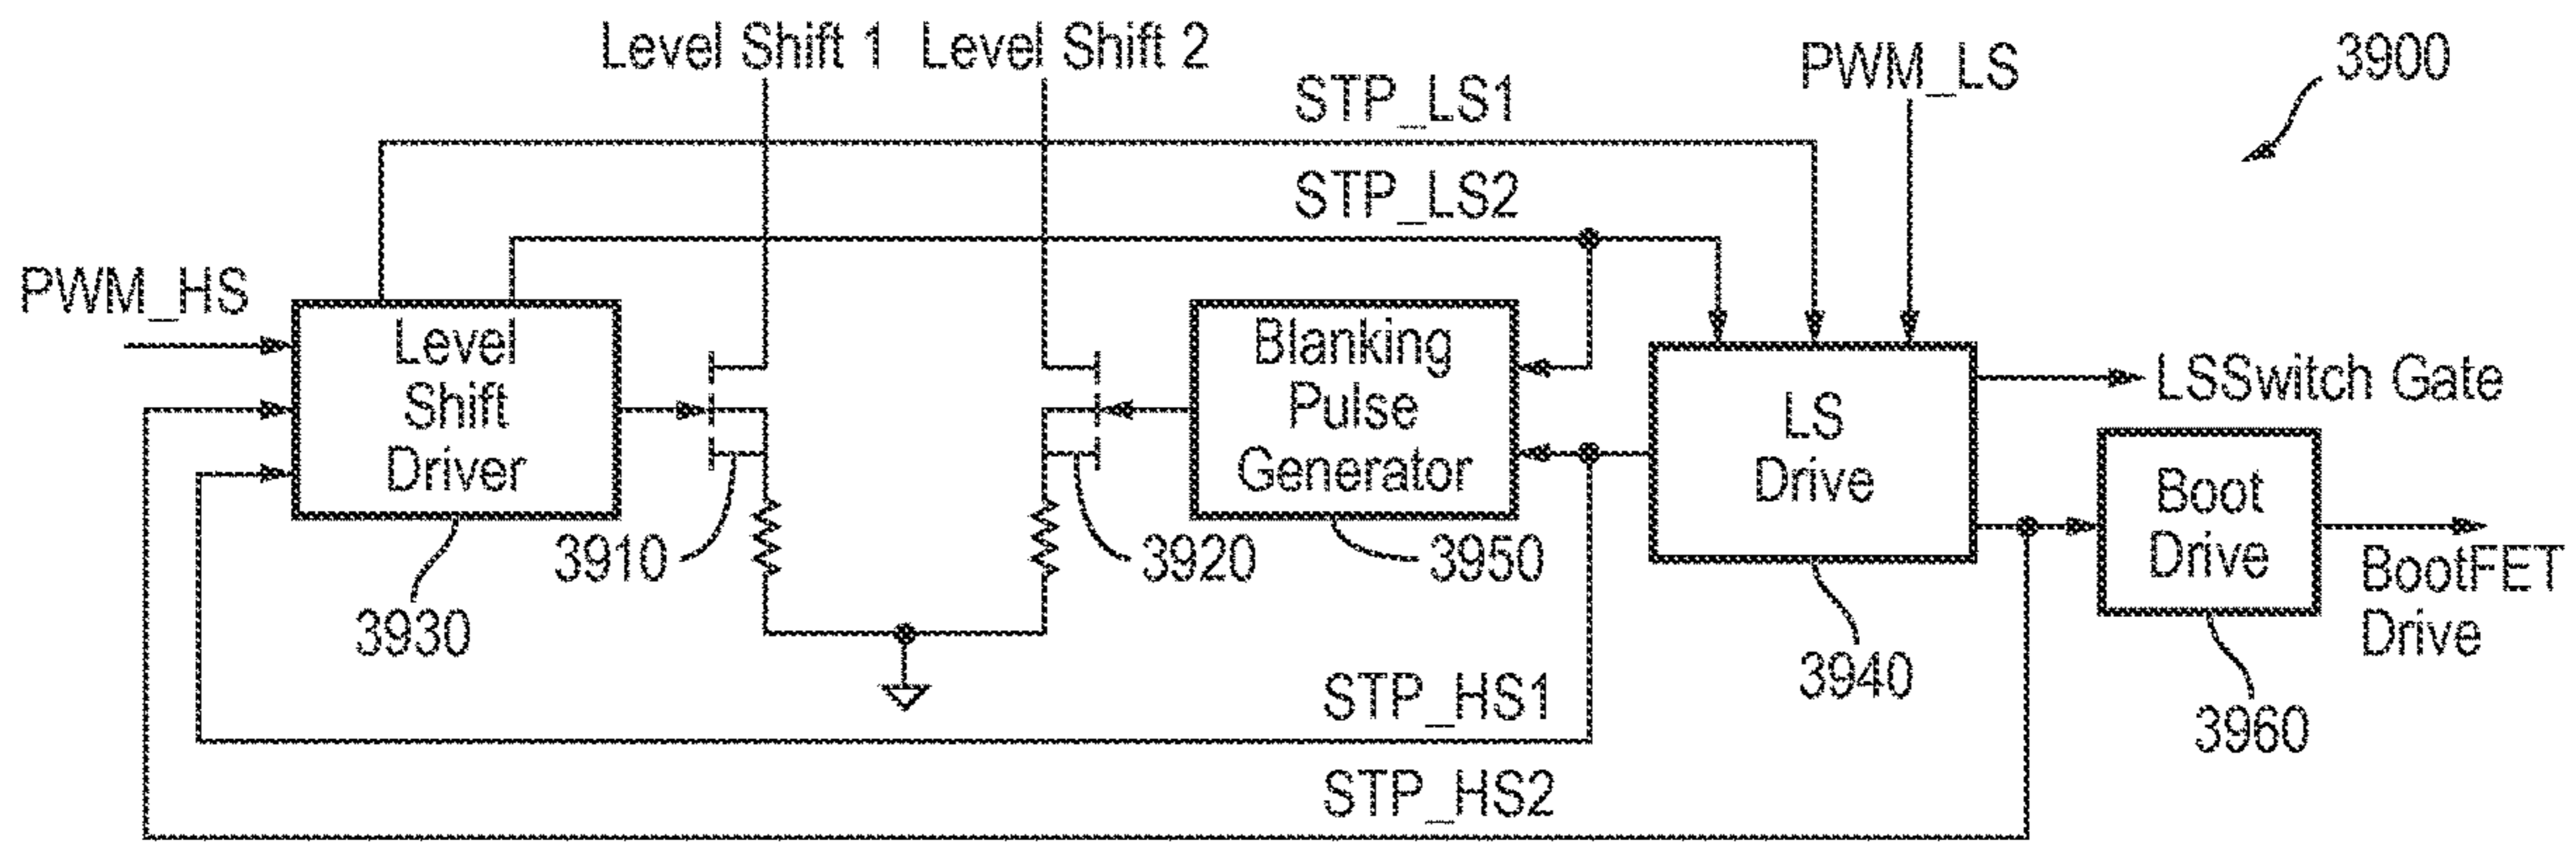 Level Shift 1
Level Shift 2
PWM_LS
3900
STP_LS1
STP_LS2
PWM_HS
Level
Shift
Driver
Blanking
Pulse
Generator
LS
Drive
LSSwitch Gate
Boot
Drive
BootFET
Drive
3910
3920
3950
3930
3940
3960
STP_HS1
STP_HS2